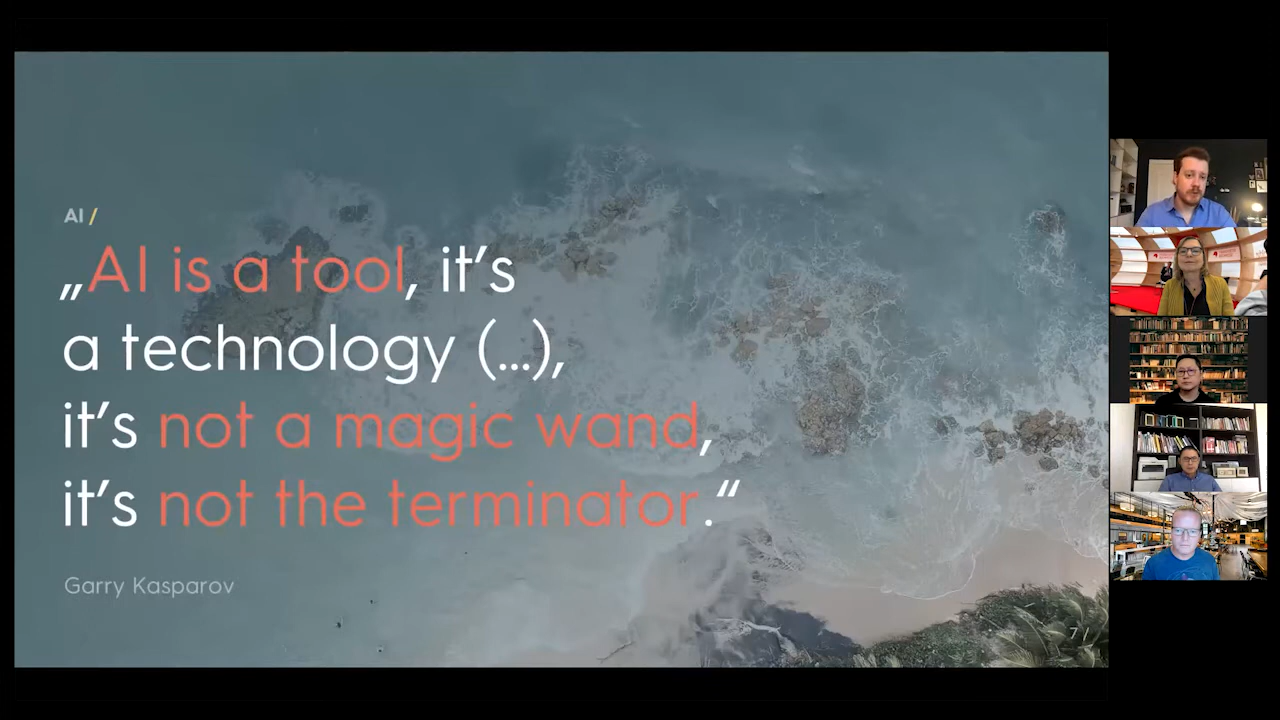 AI /
„AI is a tool, it’s
a technology (...),
it’s not a magic wand,
it’s not the terminator.“
Garry Kasparov